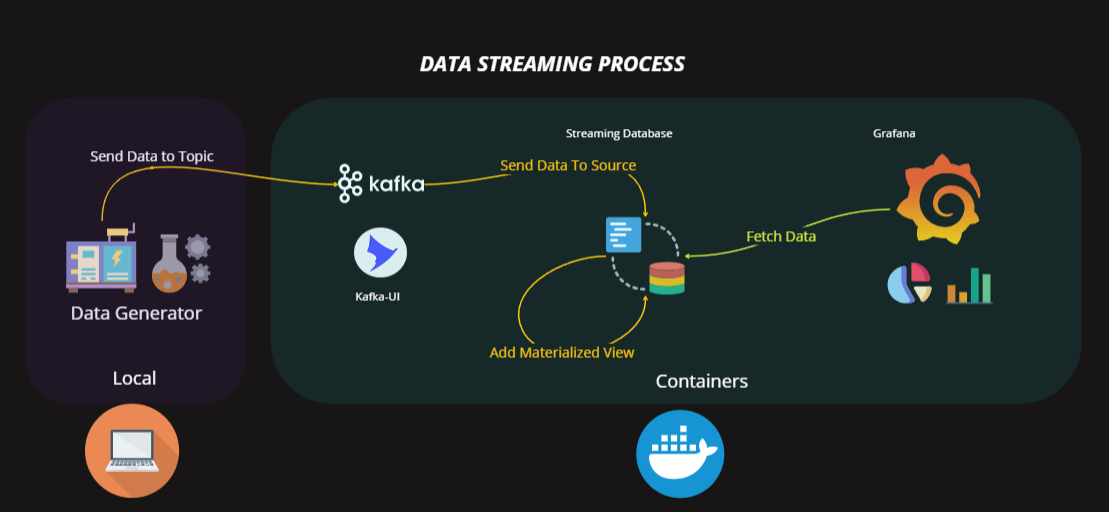 DATA STREAMING PROCESS
Send Data to Topic
Data Generator
Local
kafka
Kafka-UI
Streaming Database
Send Data To Source
Add Materialized View
Fetch Data
Grafana
Containers